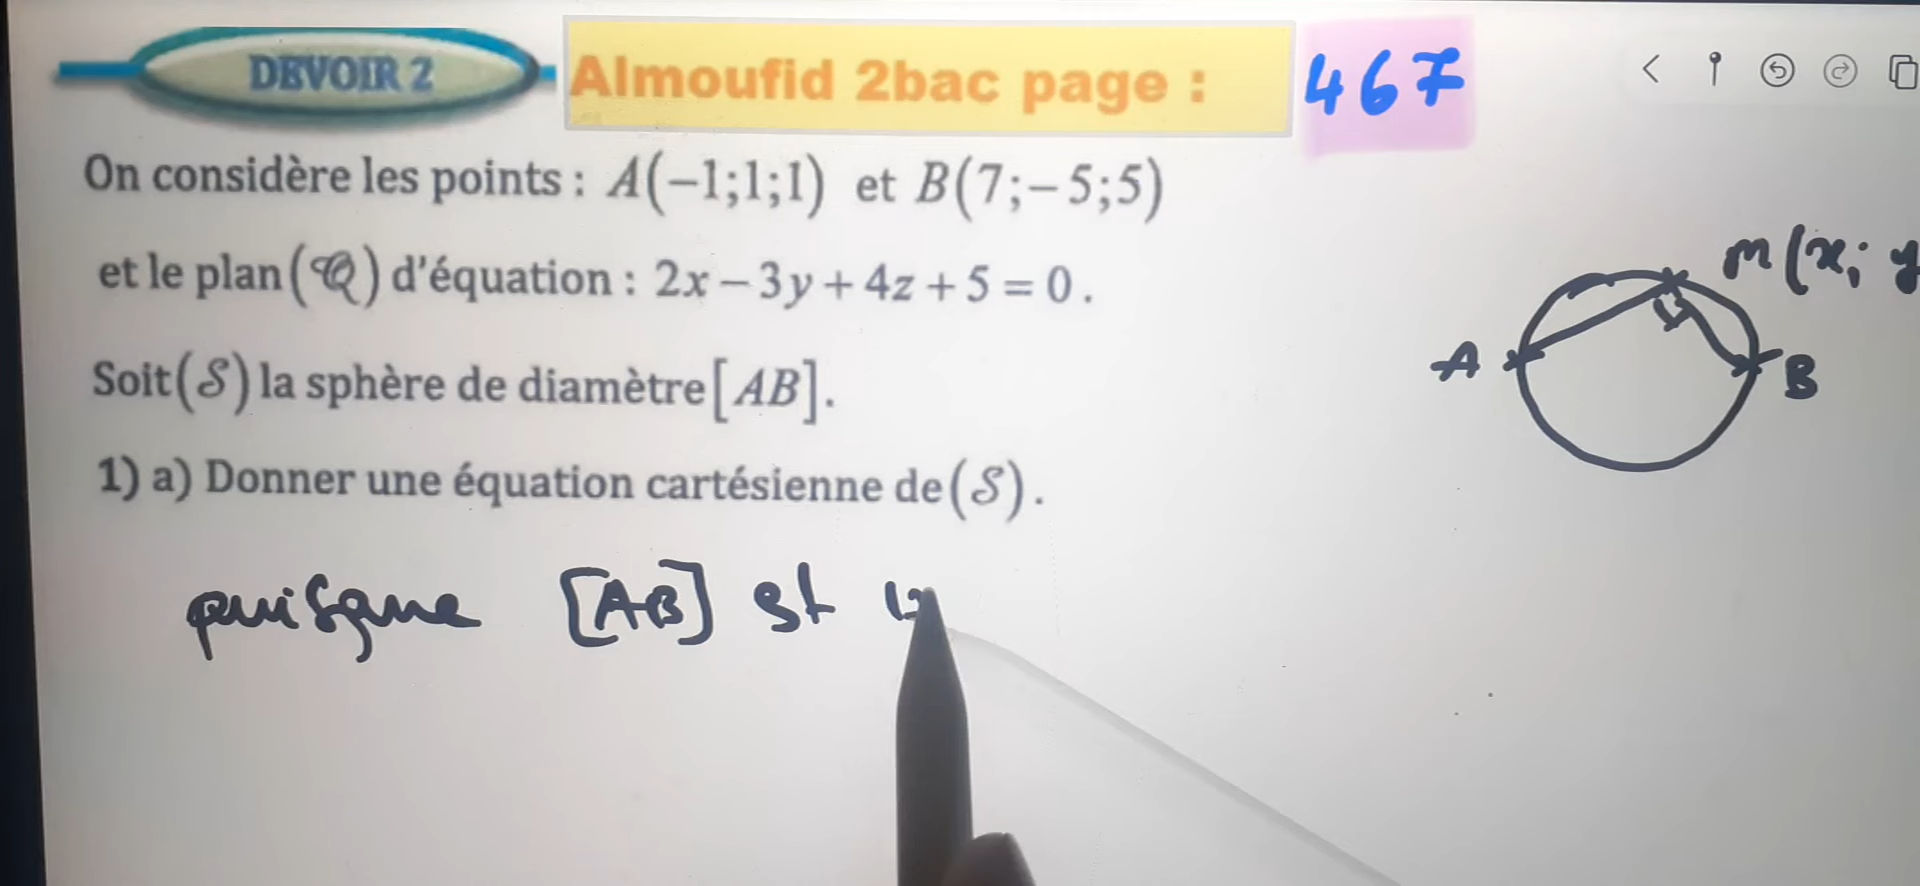 DEVOIR 2
Almoufid 2bac page : 467
On considère les points : A(−1;1;1) et B(7;−5;5)
et le plan (Q) d'équation : 2x − 3y + 4z + 5 = 0.
Soit (S) la sphère de diamètre [AB].
1) a) Donner une équation cartésienne de (S).
puisque [AB] est
M(x; y
A
B